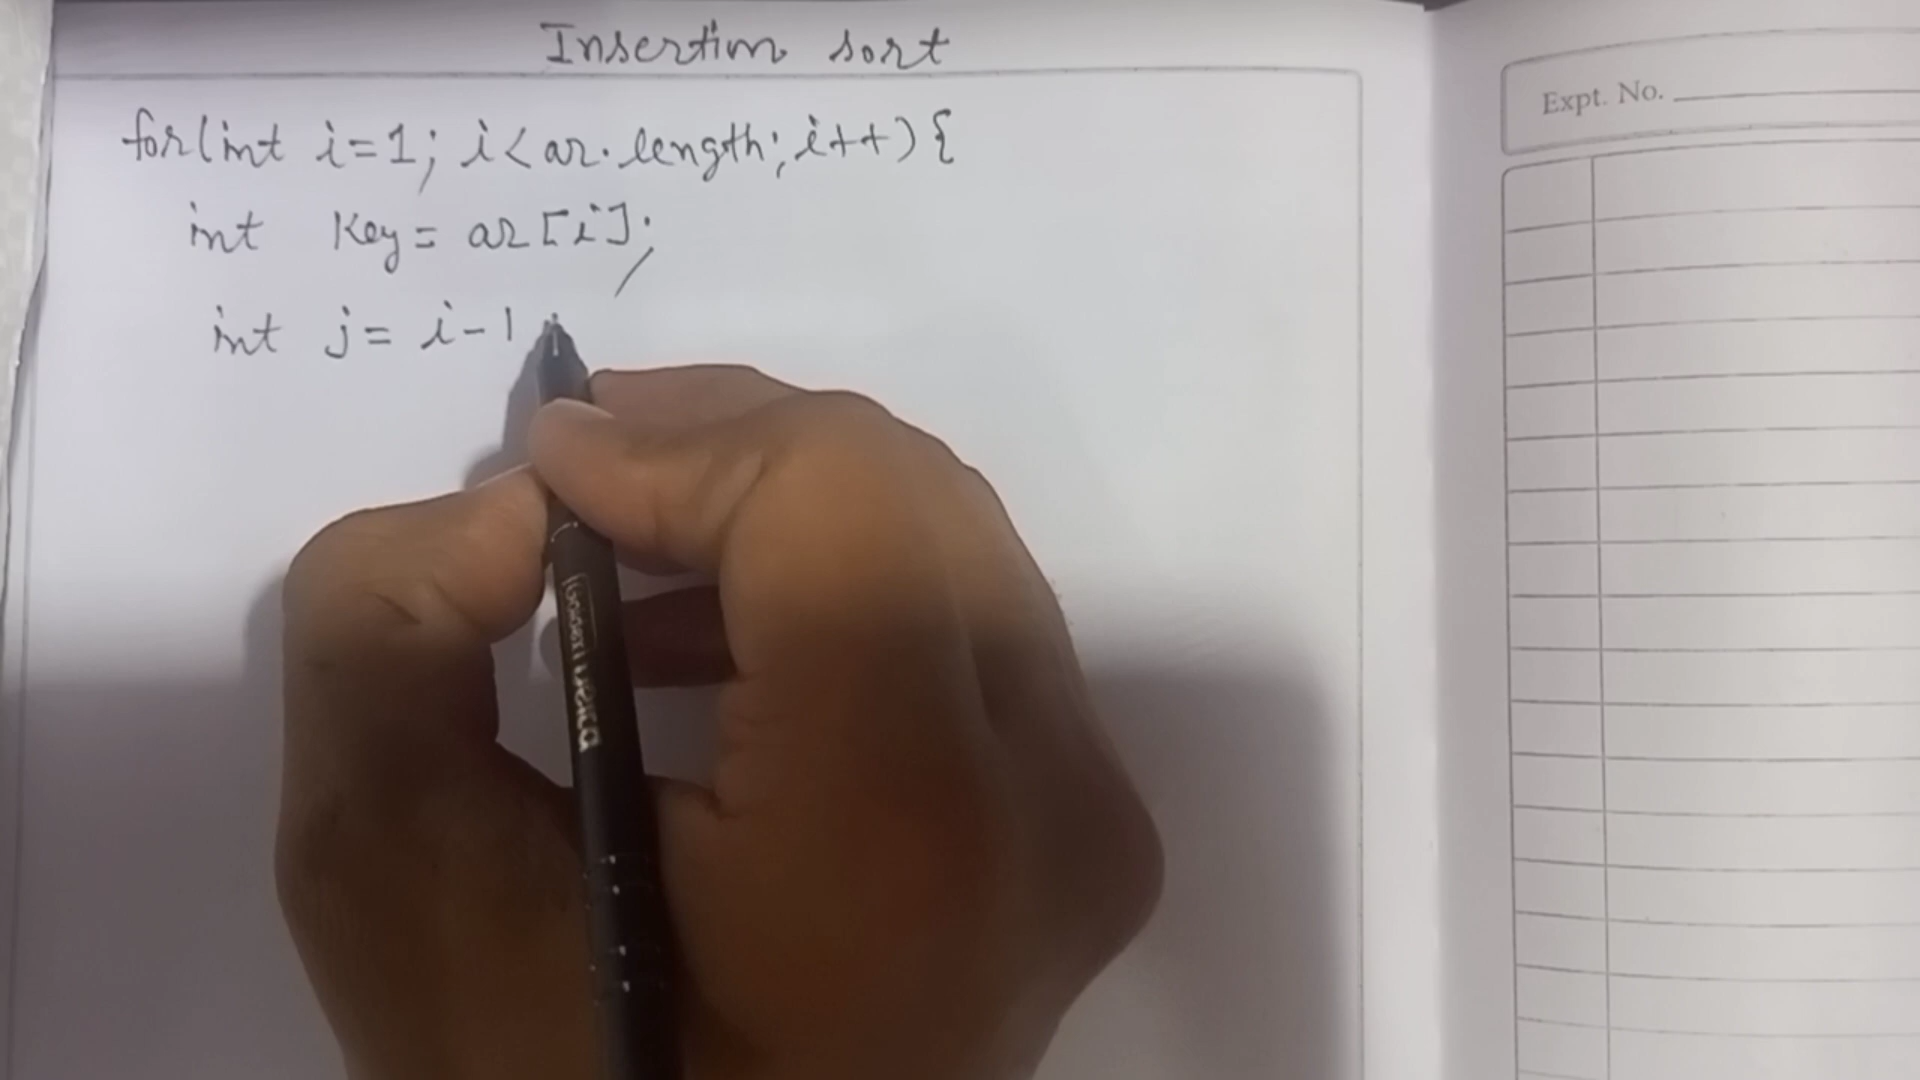 Insertion sort
for(int i=1; i<ar.length; i++){
int Key= ar[i];
int j= i-1
Expt. No.